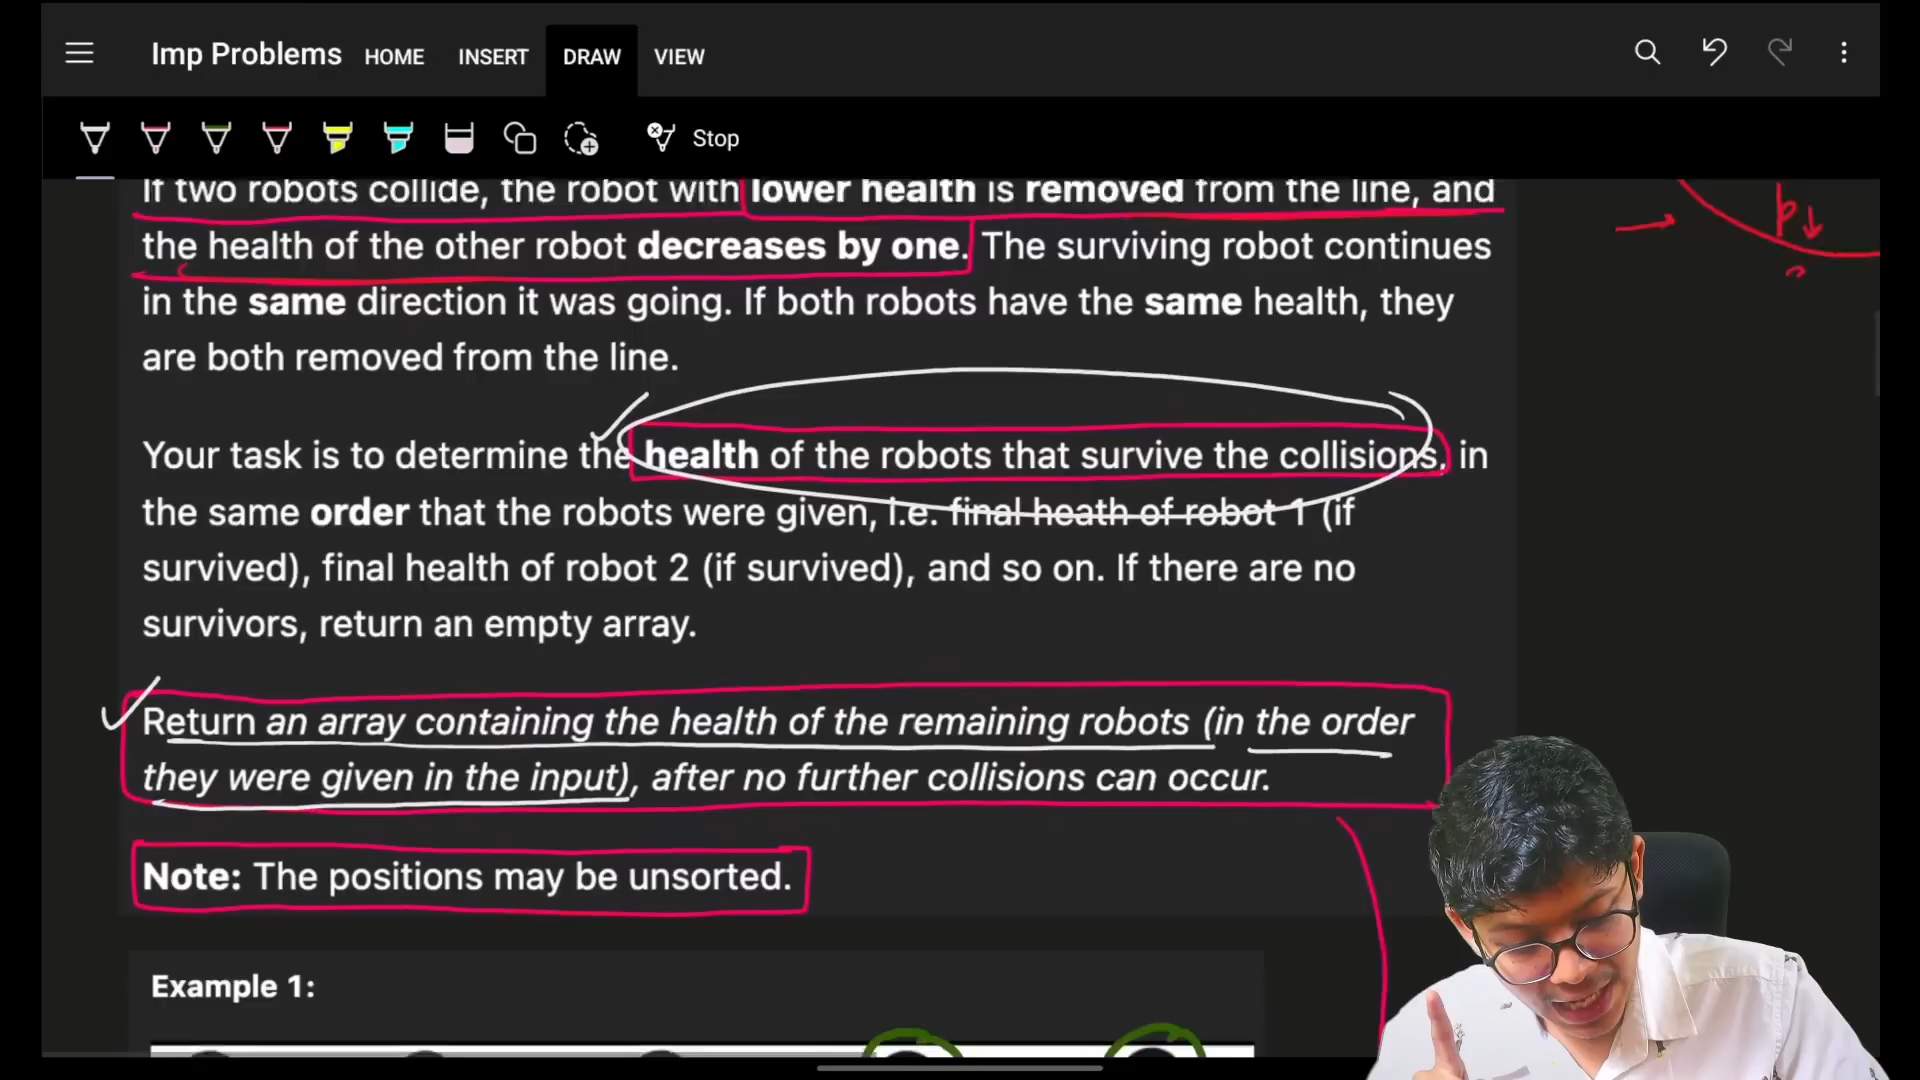 Imp Problems HOME INSERT DRAW VIEW
Stop
If two robots collide, the robot with lower health is removed from the line, and
the health of the other robot decreases by one. The surviving robot continues
in the same direction it was going. If both robots have the same health, they
are both removed from the line.
Your task is to determine the health of the robots that survive the collisions, in
the same order that the robots were given, i.e. final heath of robot 1 (if
survived), final health of robot 2 (if survived), and so on. If there are no
survivors, return an empty array.
Return an array containing the health of the remaining robots (in the order
they were given in the input), after no further collisions can occur.
Note: The positions may be unsorted.
Example 1: